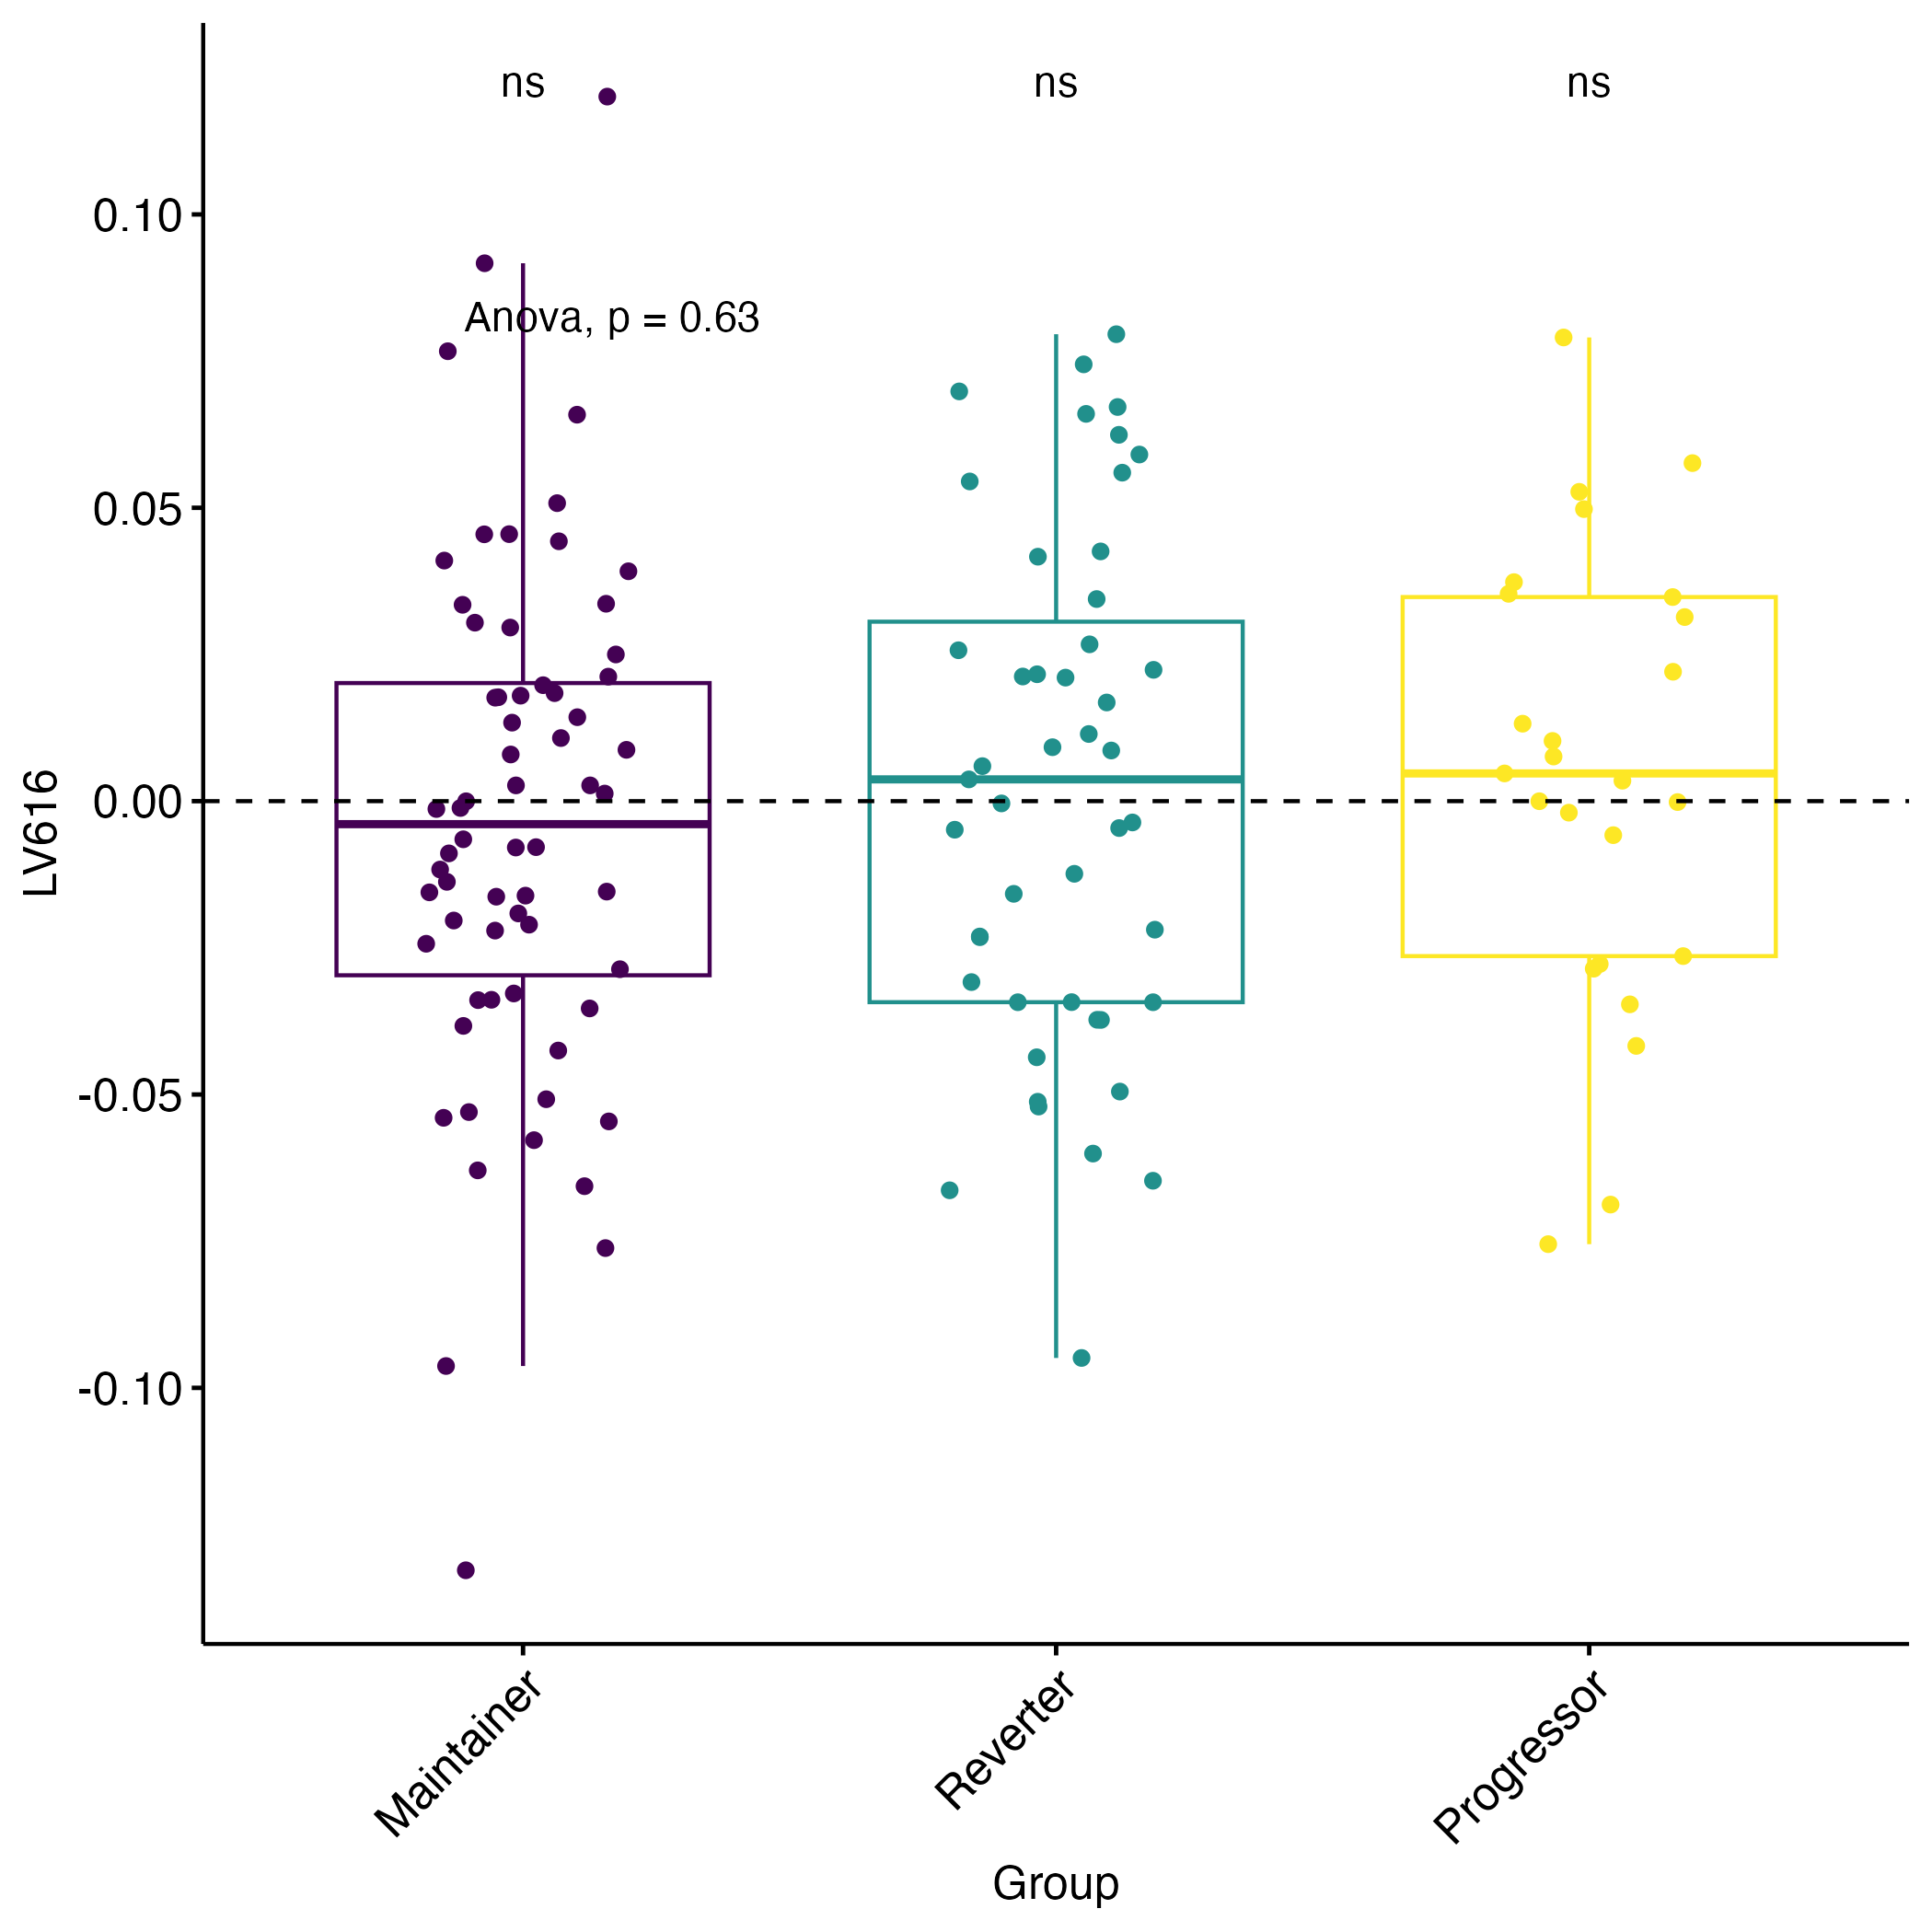 ns ns ns
Anova, p = 0.63
0.10
0.05
0.00
-0.05
-0.10
LV616
Maintainer Reverter Progressor
Group